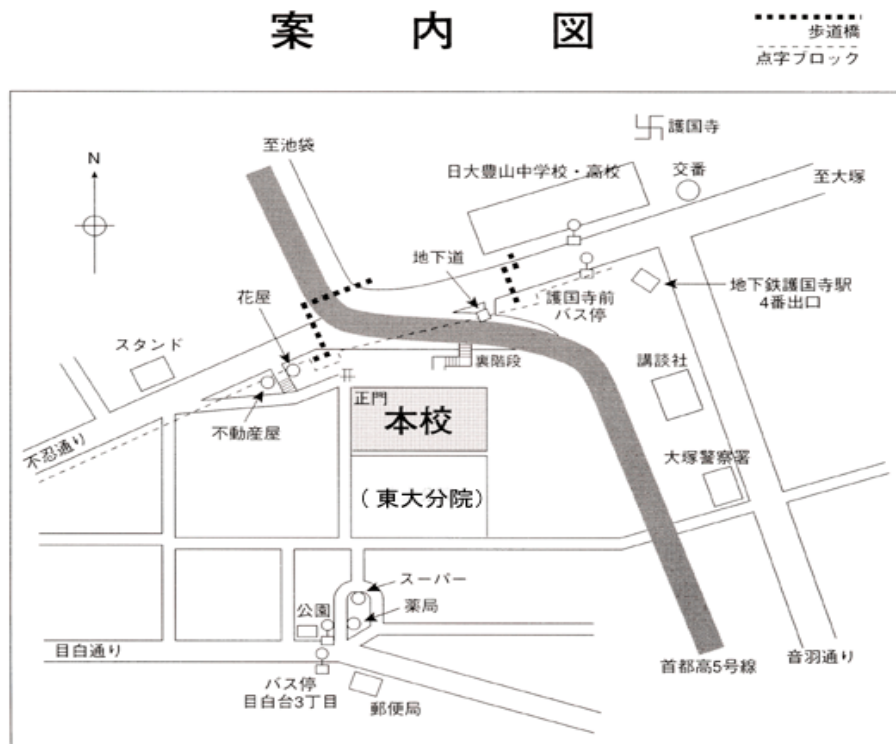 案内図
歩道橋
点字ブロック
卍護国寺
至池袋
N
日大豊山中学校・高校
交番
至大塚
地下道
花屋
護国寺前
バス停
地下鉄護国寺駅
4番出口
スタンド
裏階段
講談社
正門
本校
不動産屋
不忍通り
大塚警察署
（東大分院）
スーパー
薬局
公園
目白通り
首都高5号線
音羽通り
バス停
目白台3丁目
郵便局